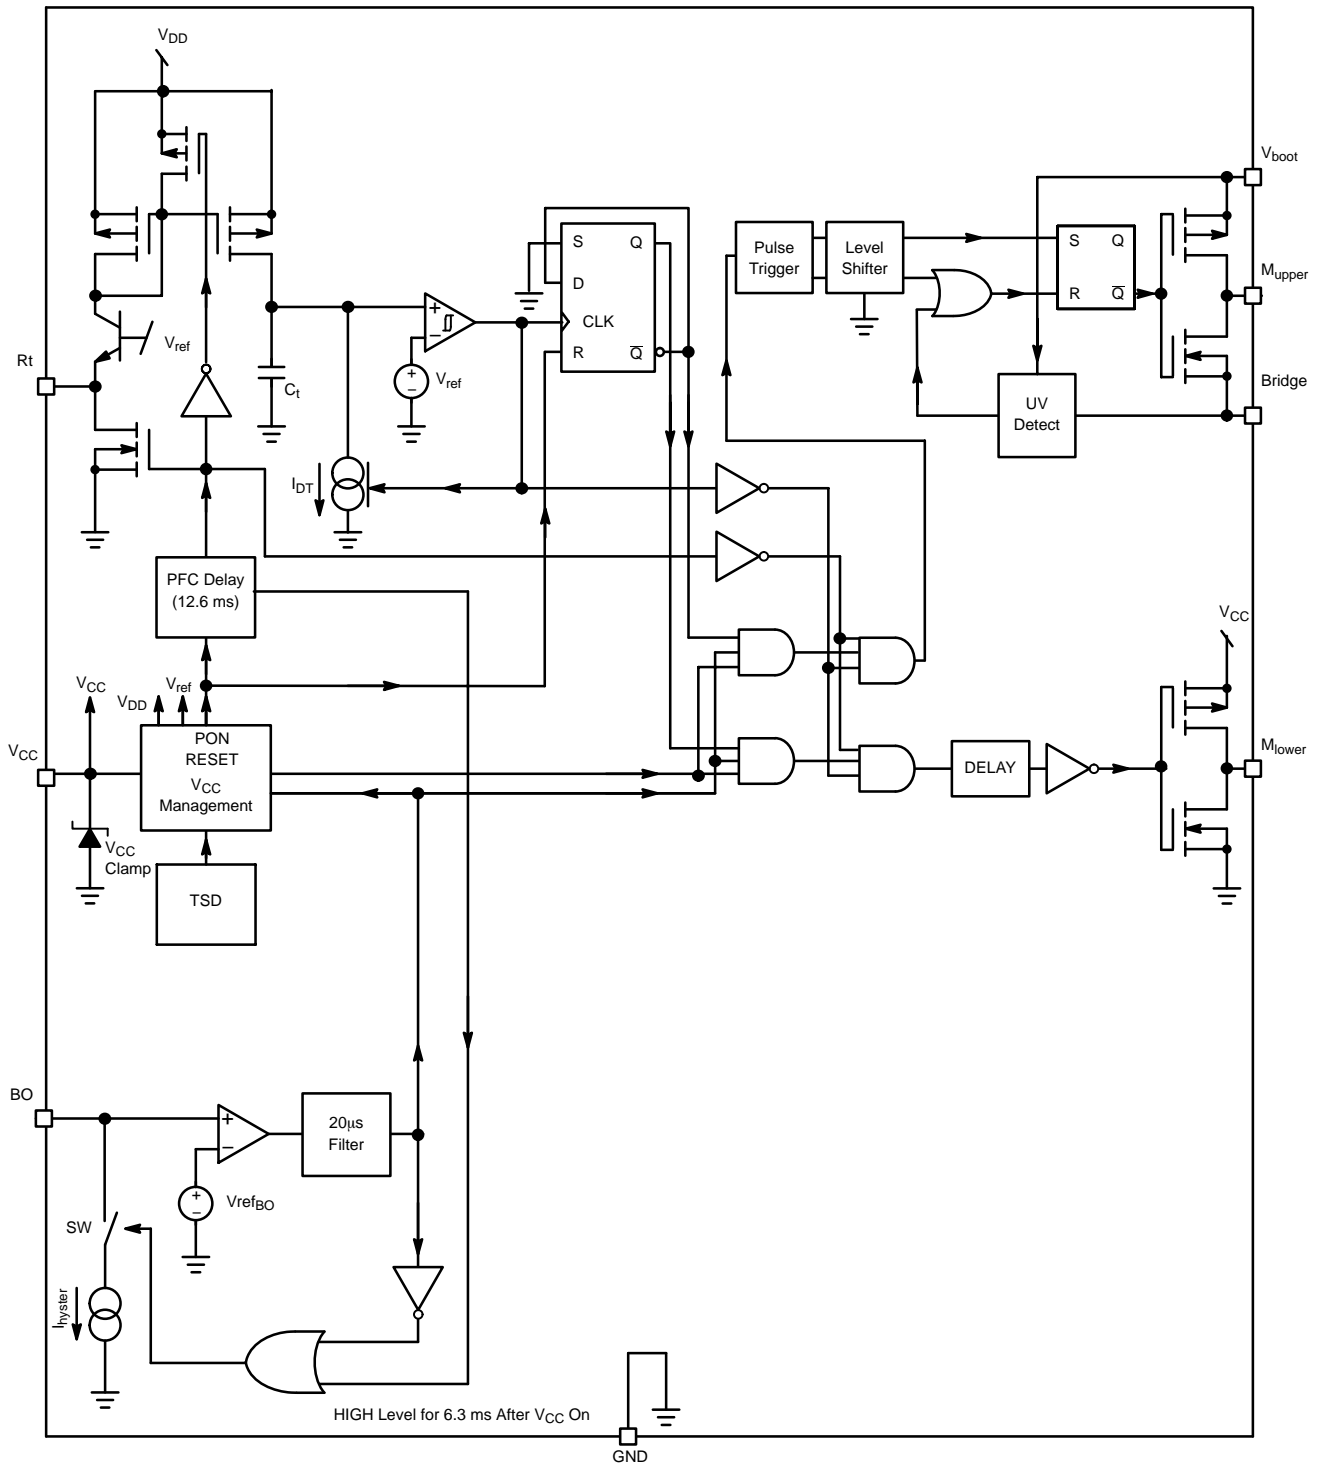 VDD
Vboot
Pulse
Trigger
Level
Shifter
S
Q
R
Q̅
Mupper
S
Q
D
CLK
R
Q̅
Vref
Rt
Ct
+
−
+
−
Vref
Bridge
UV
Detect
IDT
PFC Delay
(12.6 ms)
VCC
VCC
Vref
VDD
VCC
PON
RESET
VCC
Management
DELAY
Mlower
VCC
Clamp
TSD
BO
+
−
20μs
Filter
+
−
VrefBO
SW
Ihyster
HIGH Level for 6.3 ms After VCC On
GND